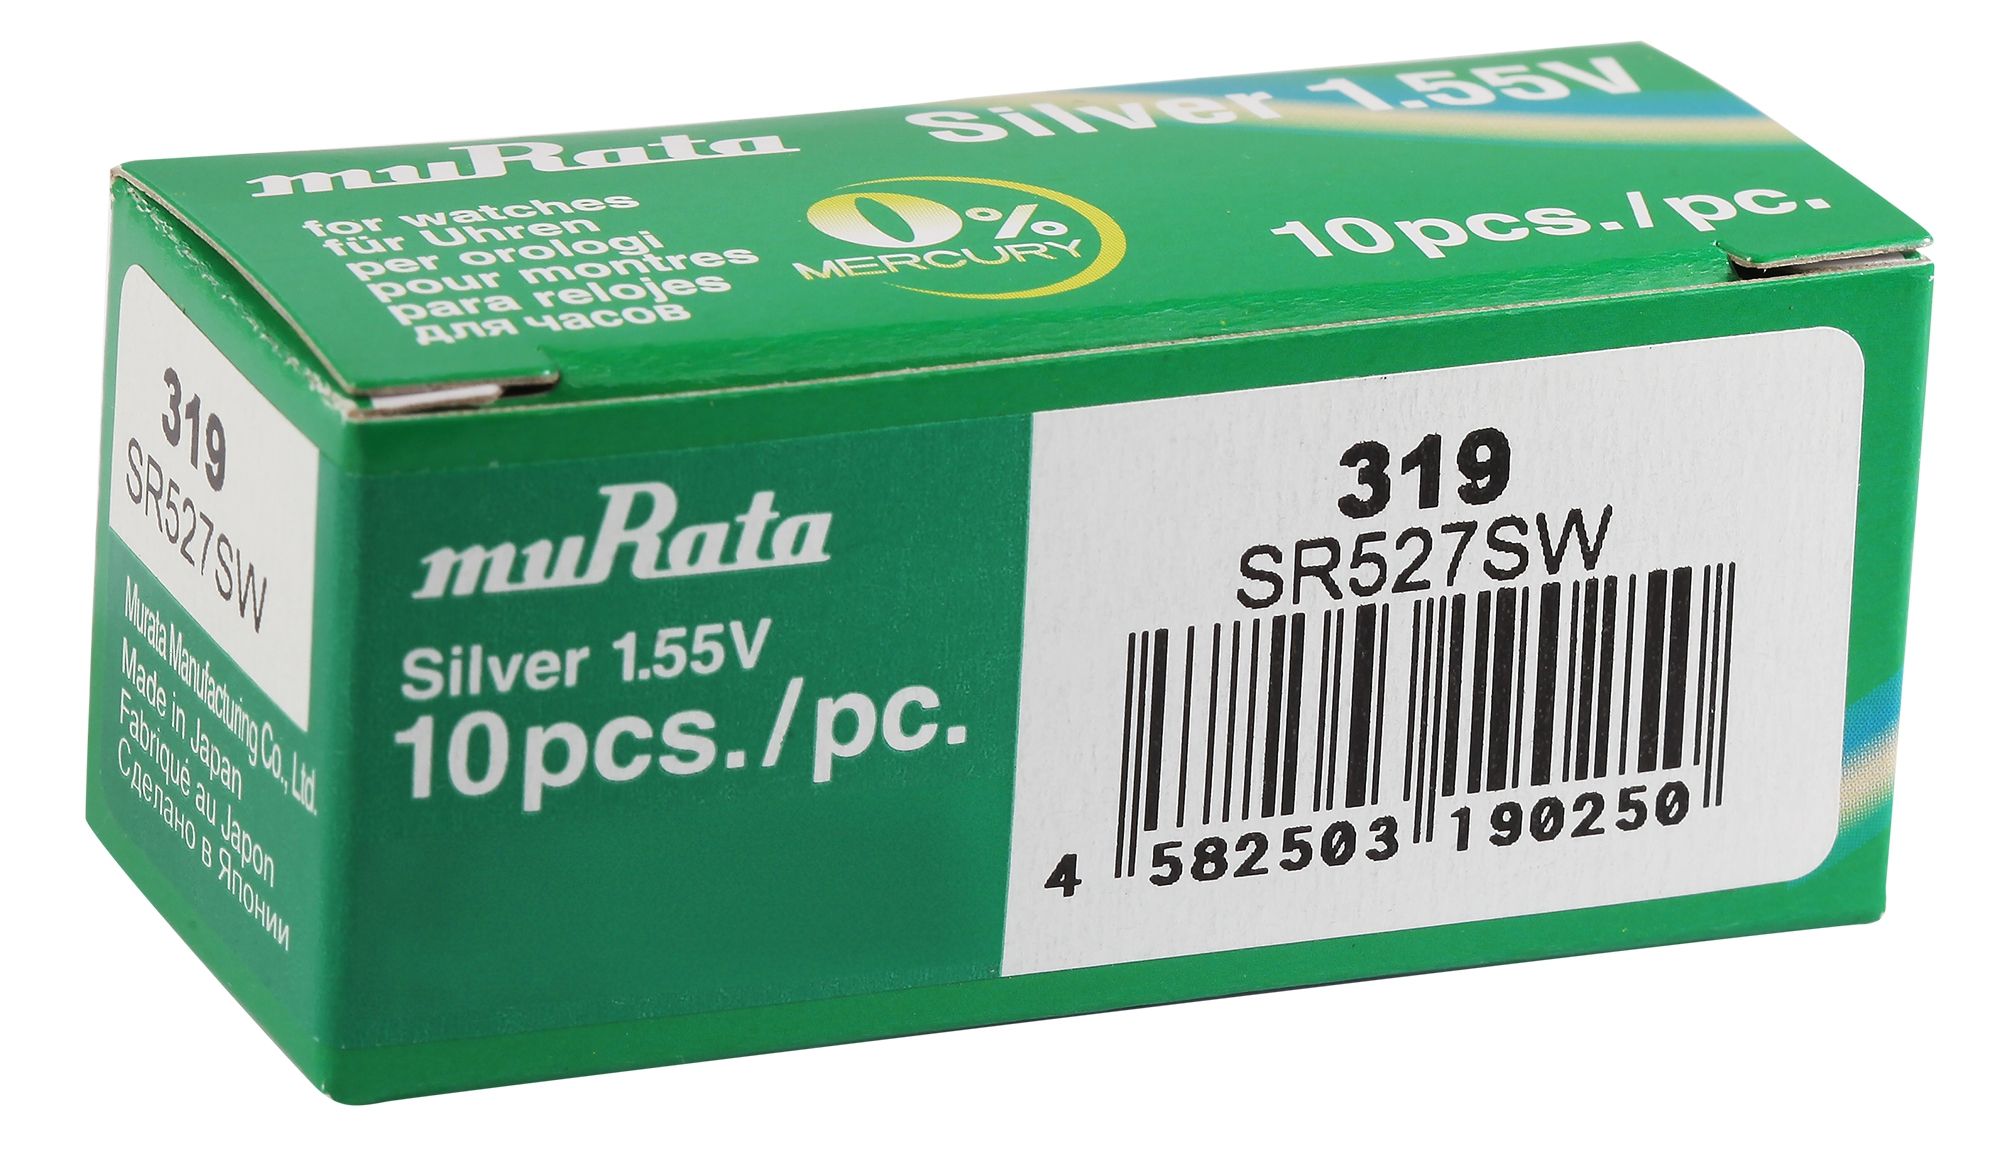 muRata
Silver 1.55V
for watches
für Uhren
per orologi
pour montres
para relojes
для часов
0%
MERCURY
10pcs./pc.
319
SR527SW
Murata Manufacturing Co., Ltd.
Made in Japan
Fabriqué au Japon
Сделано в Японии
muRata
Silver 1.55V
10pcs./pc.
319
SR527SW
4 582503 190250